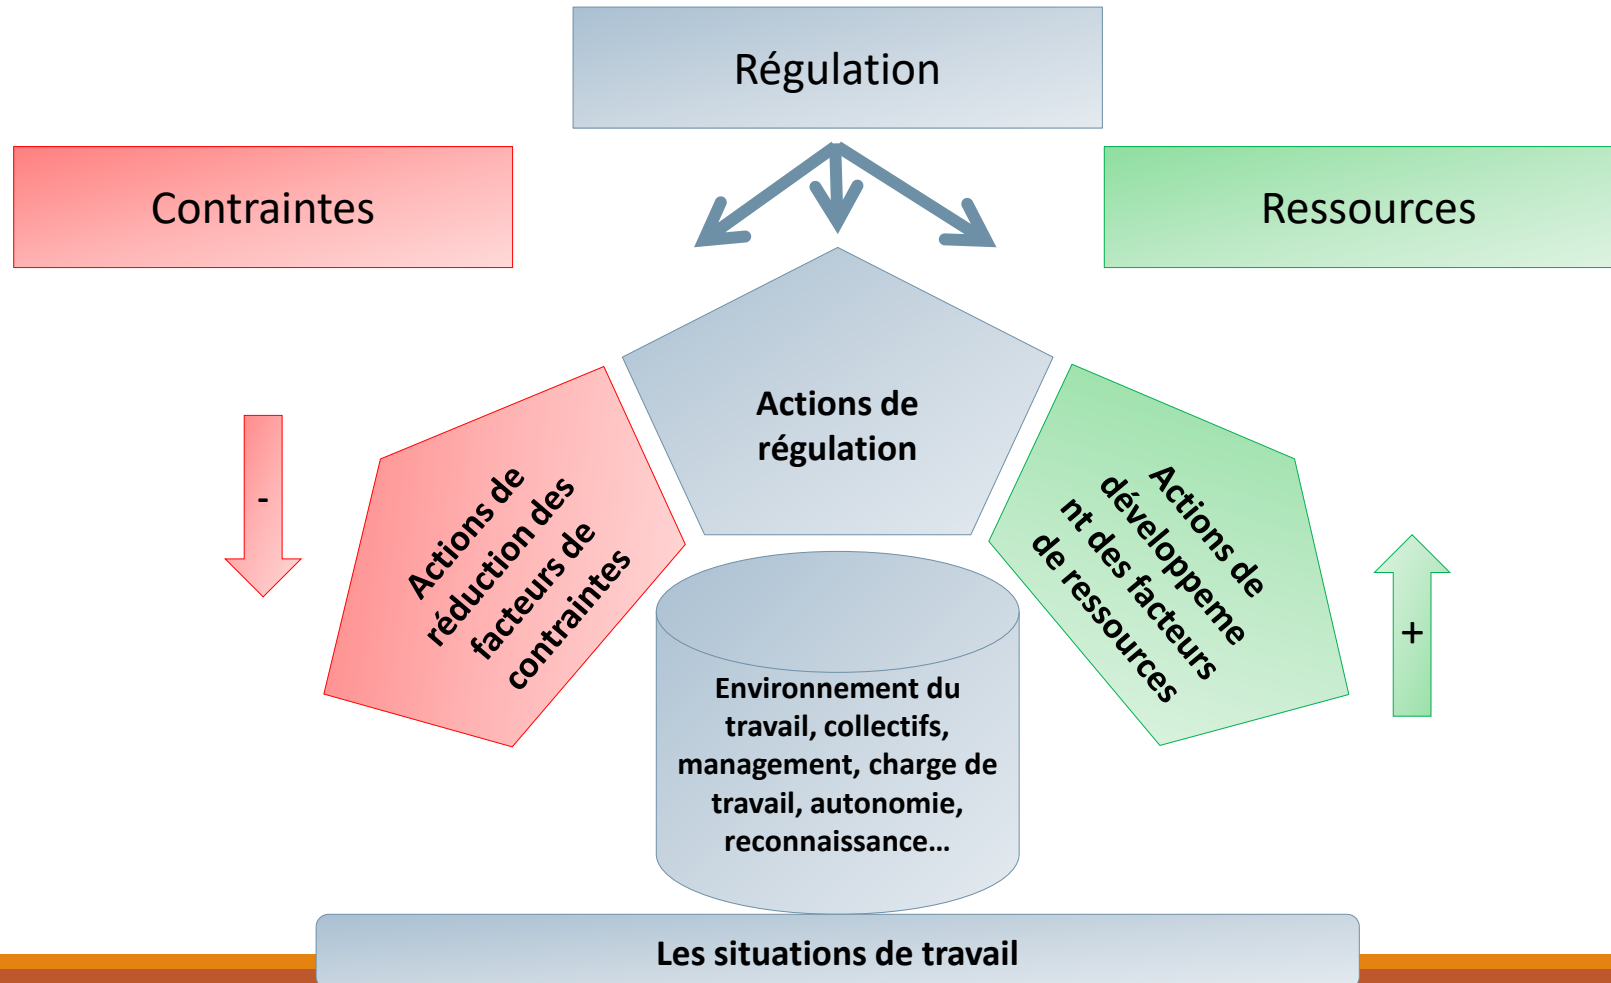 Régulation
Contraintes
Ressources
Actions de
régulation
-
Actions de
réduction des
facteurs de
contraintes
Actions de
développeme
nt des facteurs
de ressources
+
Environnement du
travail, collectifs,
management, charge de
travail, autonomie,
reconnaissance…
Les situations de travail